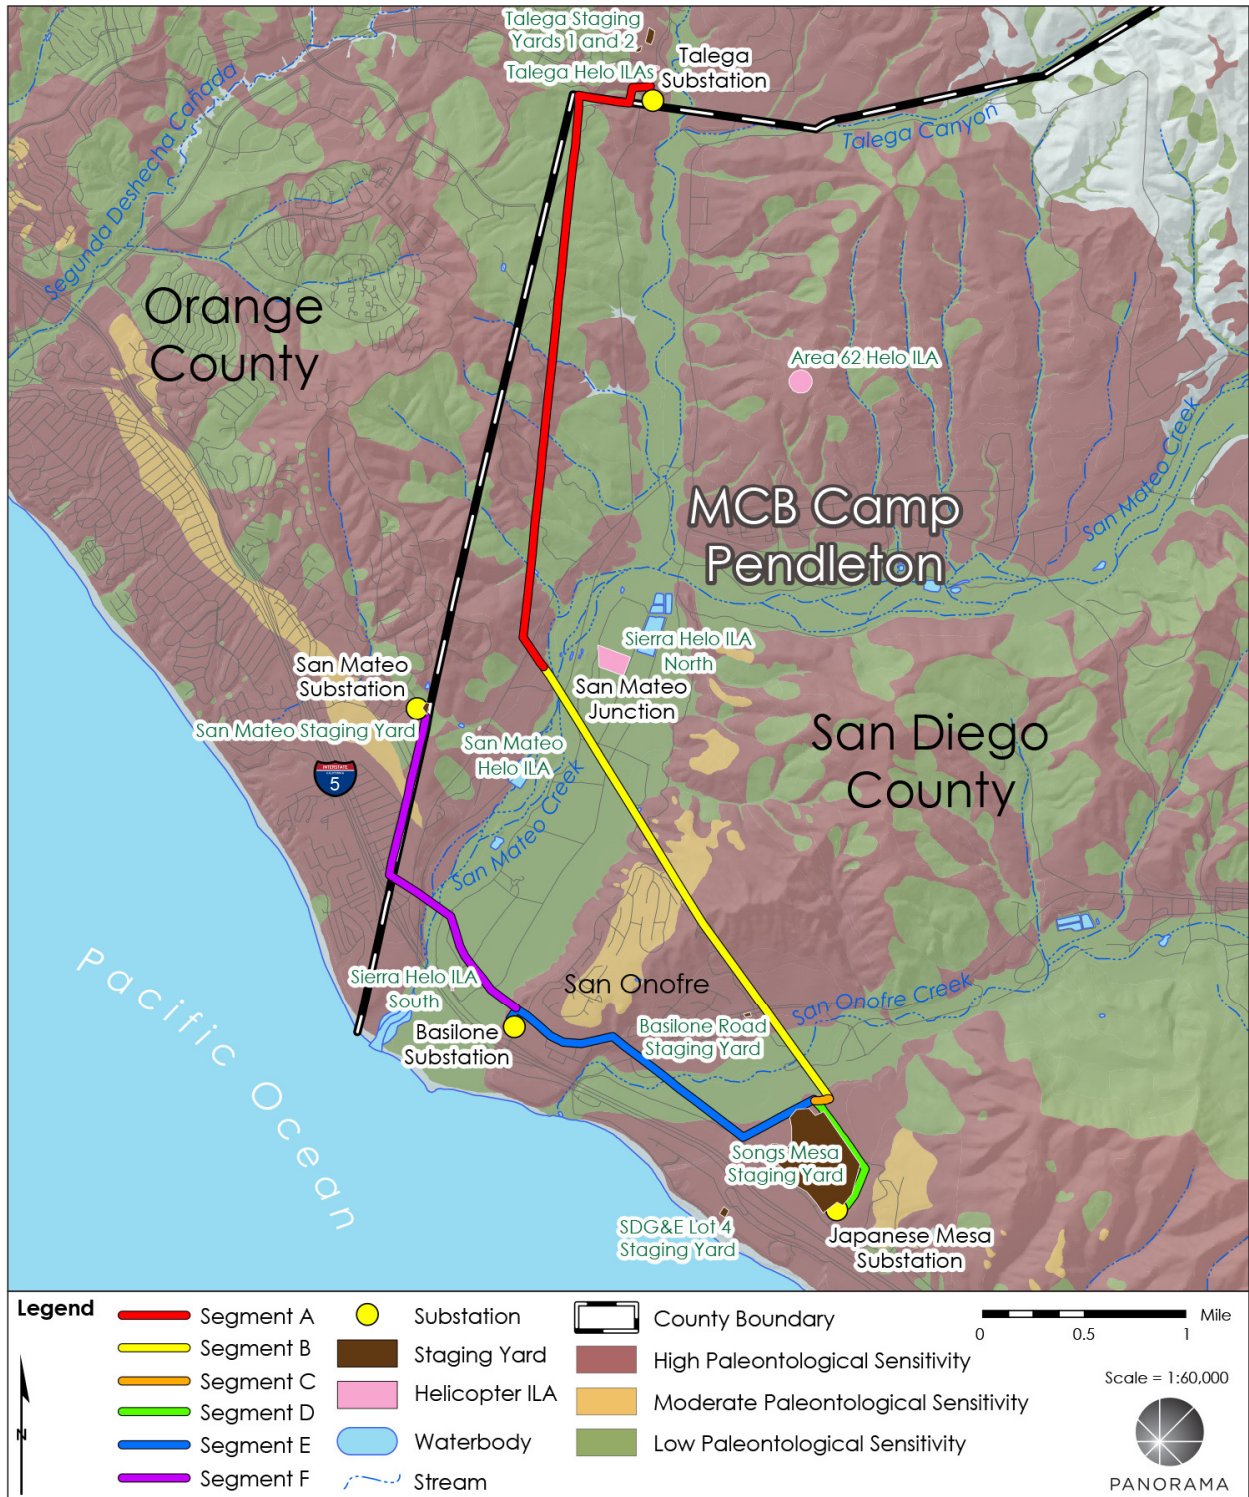 Talega Staging
Yards 1 and 2
Talega
Substation
Talega Helo ILAs
Talega Canyon
Segunda Deshecha Cañada
Orange
County
Area 62 Helo ILA
San Mateo Creek
MCB Camp
Pendleton
Sierra Helo ILA
North
San Mateo
Junction
San Mateo
Substation
San Mateo Staging Yard
San Mateo
Helo ILA
San Diego
County
INTERSTATE
CALIFORNIA
5
San Mateo Creek
Pacific Ocean
Sierra Helo ILA
South
San Onofre
San Onofre Creek
Basilone
Substation
Basilone Road
Staging Yard
Songs Mesa
Staging Yard
SDG&E Lot 4
Staging Yard
Japanese Mesa
Substation
Legend
Segment A
Segment B
Segment C
Segment D
Segment E
Segment F
N
Substation
Staging Yard
Helicopter ILA
Waterbody
Stream
County Boundary
High Paleontological Sensitivity
Moderate Paleontological Sensitivity
Low Paleontological Sensitivity
Mile
0 0.5 1
Scale = 1:60,000
PANORAMA